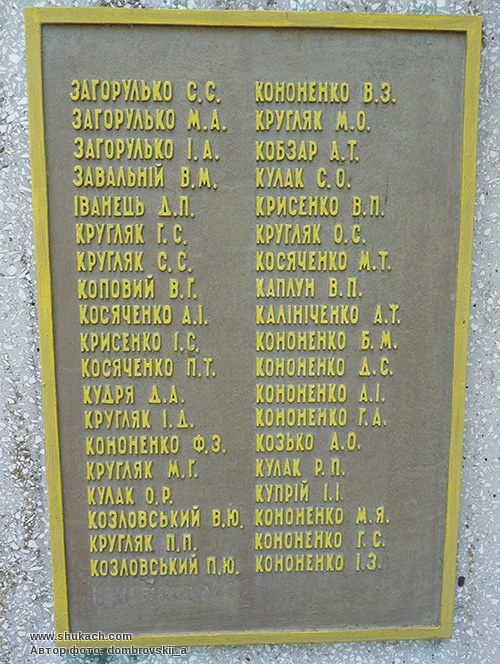 ЗАГОРУЛЬКО С.С.
ЗАГОРУЛЬКО М.А.
ЗАГОРУЛЬКО І.А.
ЗАВАЛЬНІЙ В.М.
ІВАНЕЦЬ Д.П.
КРУГЛЯК Г.С.
КРУГЛЯК С.С.
КОПОВИЙ В.Г.
КОСЯЧЕНКО А.І.
КРИСЕНКО І.С.
КОСЯЧЕНКО П.Т.
КУДРЯ Д.А.
КРУГЛЯК І.Д.
КОНОНЕНКО Ф.З.
КРУГЛЯК М.Г.
КУЛАК О.Р.
КОЗЛОВСЬКИЙ В.Ю.
КРУГЛЯК П.П.
КОЗЛОВСЬКИЙ П.Ю.
КОНОНЕНКО В.З.
КРУГЛЯК М.О.
КОБЗАР А.Т.
КУЛАК С.О.
КРИСЕНКО В.П.
КРУГЛЯК О.С.
КОСЯЧЕНКО М.Т.
КАПЛУН В.П.
КАЛІНІЧЕНКО А.Т.
КОНОНЕНКО Б.М.
КОНОНЕНКО Д.С.
КОНОНЕНКО А.І.
КОНОНЕНКО Г.А.
КОЗЬКО А.О.
КУЛАК Р.П.
КУПРІЙ І.І.
КОНОНЕНКО М.Я.
КОНОНЕНКО Г.С.
КОНОНЕНКО І.З.
www.shukach.com
Автор фото: dombrovskii_a